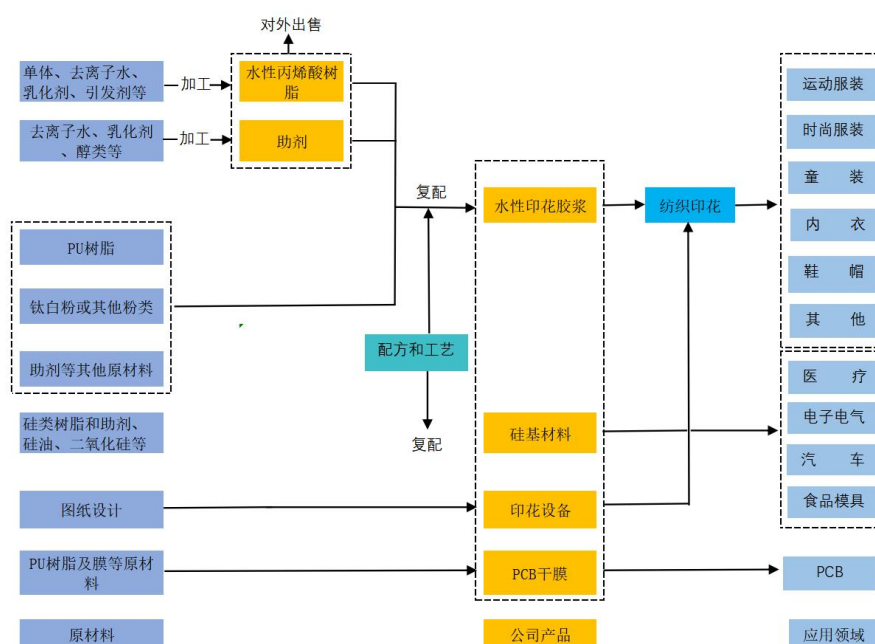 对外出售
单体、去离子水、
乳化剂、引发剂等
加工
水性丙烯酸树
脂
运动服装
去离子水、乳化剂
、醇类等
加工
助剂
时尚服装
童 装
复配
水性印花胶浆
纺织印花
内 衣
PU树脂
鞋 帽
钛白粉或其他粉类
其 他
配方和工艺
助剂等其他原材料
医 疗
硅类树脂和助剂、
硅油、二氧化硅等
复配
硅基材料
电子电气
汽 车
图纸设计
印花设备
食品模具
PU树脂及膜等原材
料
PCB干膜
PCB
原材料
公司产品
应用领域